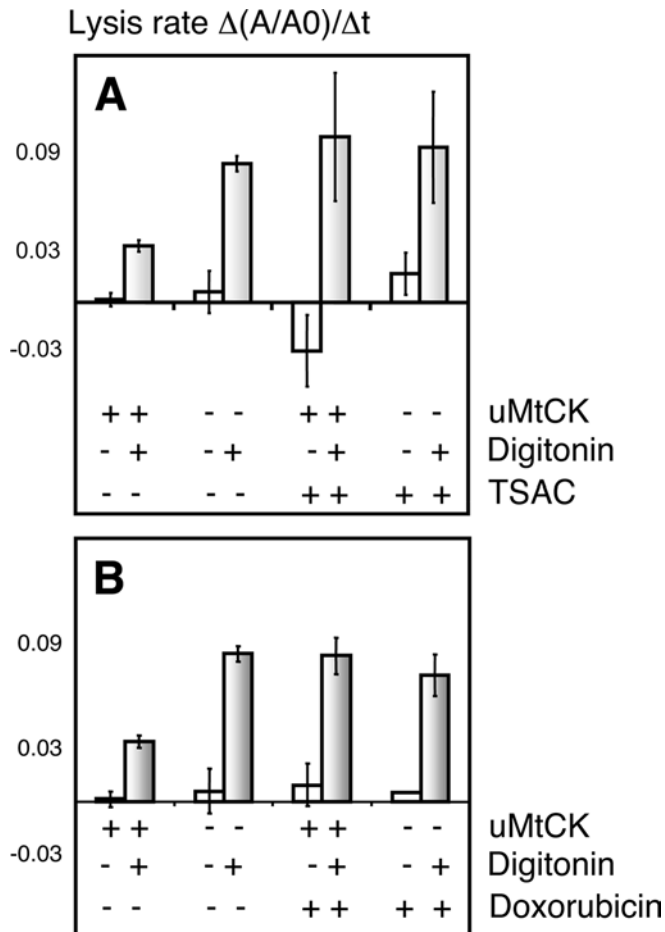 Lysis rate Δ(A/A0)/Δt
A
0.09
0.03
-0.03
+ + - - + + - - uMtCK
- + - + - + - + Digitonin
- - - - + + + + TSAC
B
0.09
0.03
-0.03
+ + - - + + - - uMtCK
- + - + - + - + Digitonin
- - - - + + + + Doxorubicin